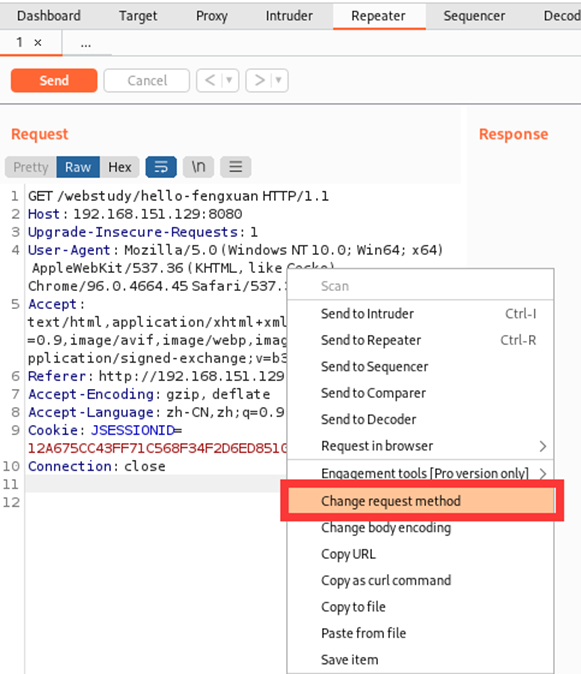 Dashboard Target Proxy Intruder Repeater Sequencer Decod
1 × ...
Send Cancel < >
Request Response
Pretty Raw Hex \n
1 GET /webstudy/hello-fengxuan HTTP/1.1
2 Host: 192.168.151.129:8080
3 Upgrade-Insecure-Requests: 1
4 User-Agent: Mozilla/5.0 (Windows NT 10.0; Win64; x64)
AppleWebKit/537.36 (KHTML, like Gecko)
Chrome/96.0.4664.45 Safari/537.
5 Accept:
text/html,application/xhtml+xml
=0.9,image/avif,image/webp,imag
pplication/signed-exchange;v=b3
6 Referer: http://192.168.151.129
7 Accept-Encoding: gzip, deflate
8 Accept-Language: zh-CN,zh;q=0.9
9 Cookie: JSESSIONID=
12A675CC43FF71C568F34F2D6ED8510
10 Connection: close
11
12
Scan
Send to Intruder Ctrl-I
Send to Repeater Ctrl-R
Send to Sequencer
Send to Comparer
Send to Decoder
Request in browser
Engagement tools [Pro version only]
Change request method
Change body encoding
Copy URL
Copy as curl command
Copy to file
Paste from file
Save item